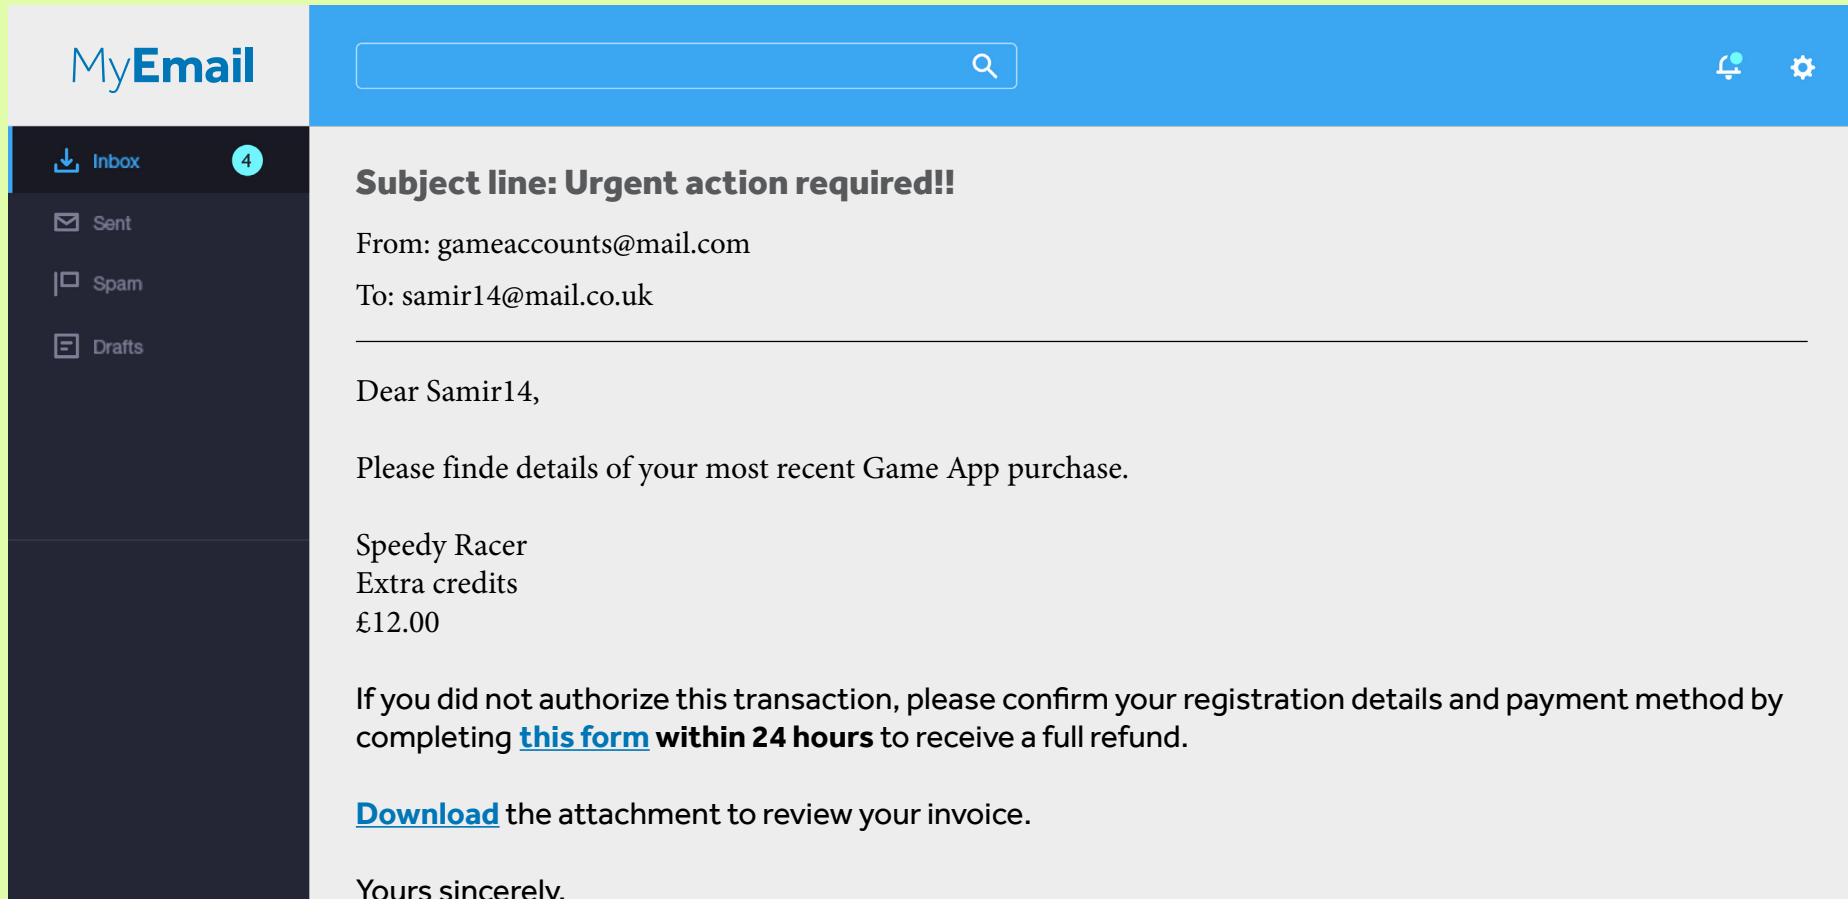 MyEmail
Inbox 4
Sent
Spam
Drafts
Subject line: Urgent action required!!
From: gameaccounts@mail.com
To: samir14@mail.co.uk
Dear Samir14,
Please finde details of your most recent Game App purchase.
Speedy Racer
Extra credits
£12.00
If you did not authorize this transaction, please confirm your registration details and payment method by
completing this form within 24 hours to receive a full refund.
Download the attachment to review your invoice.
Yours sincerely,